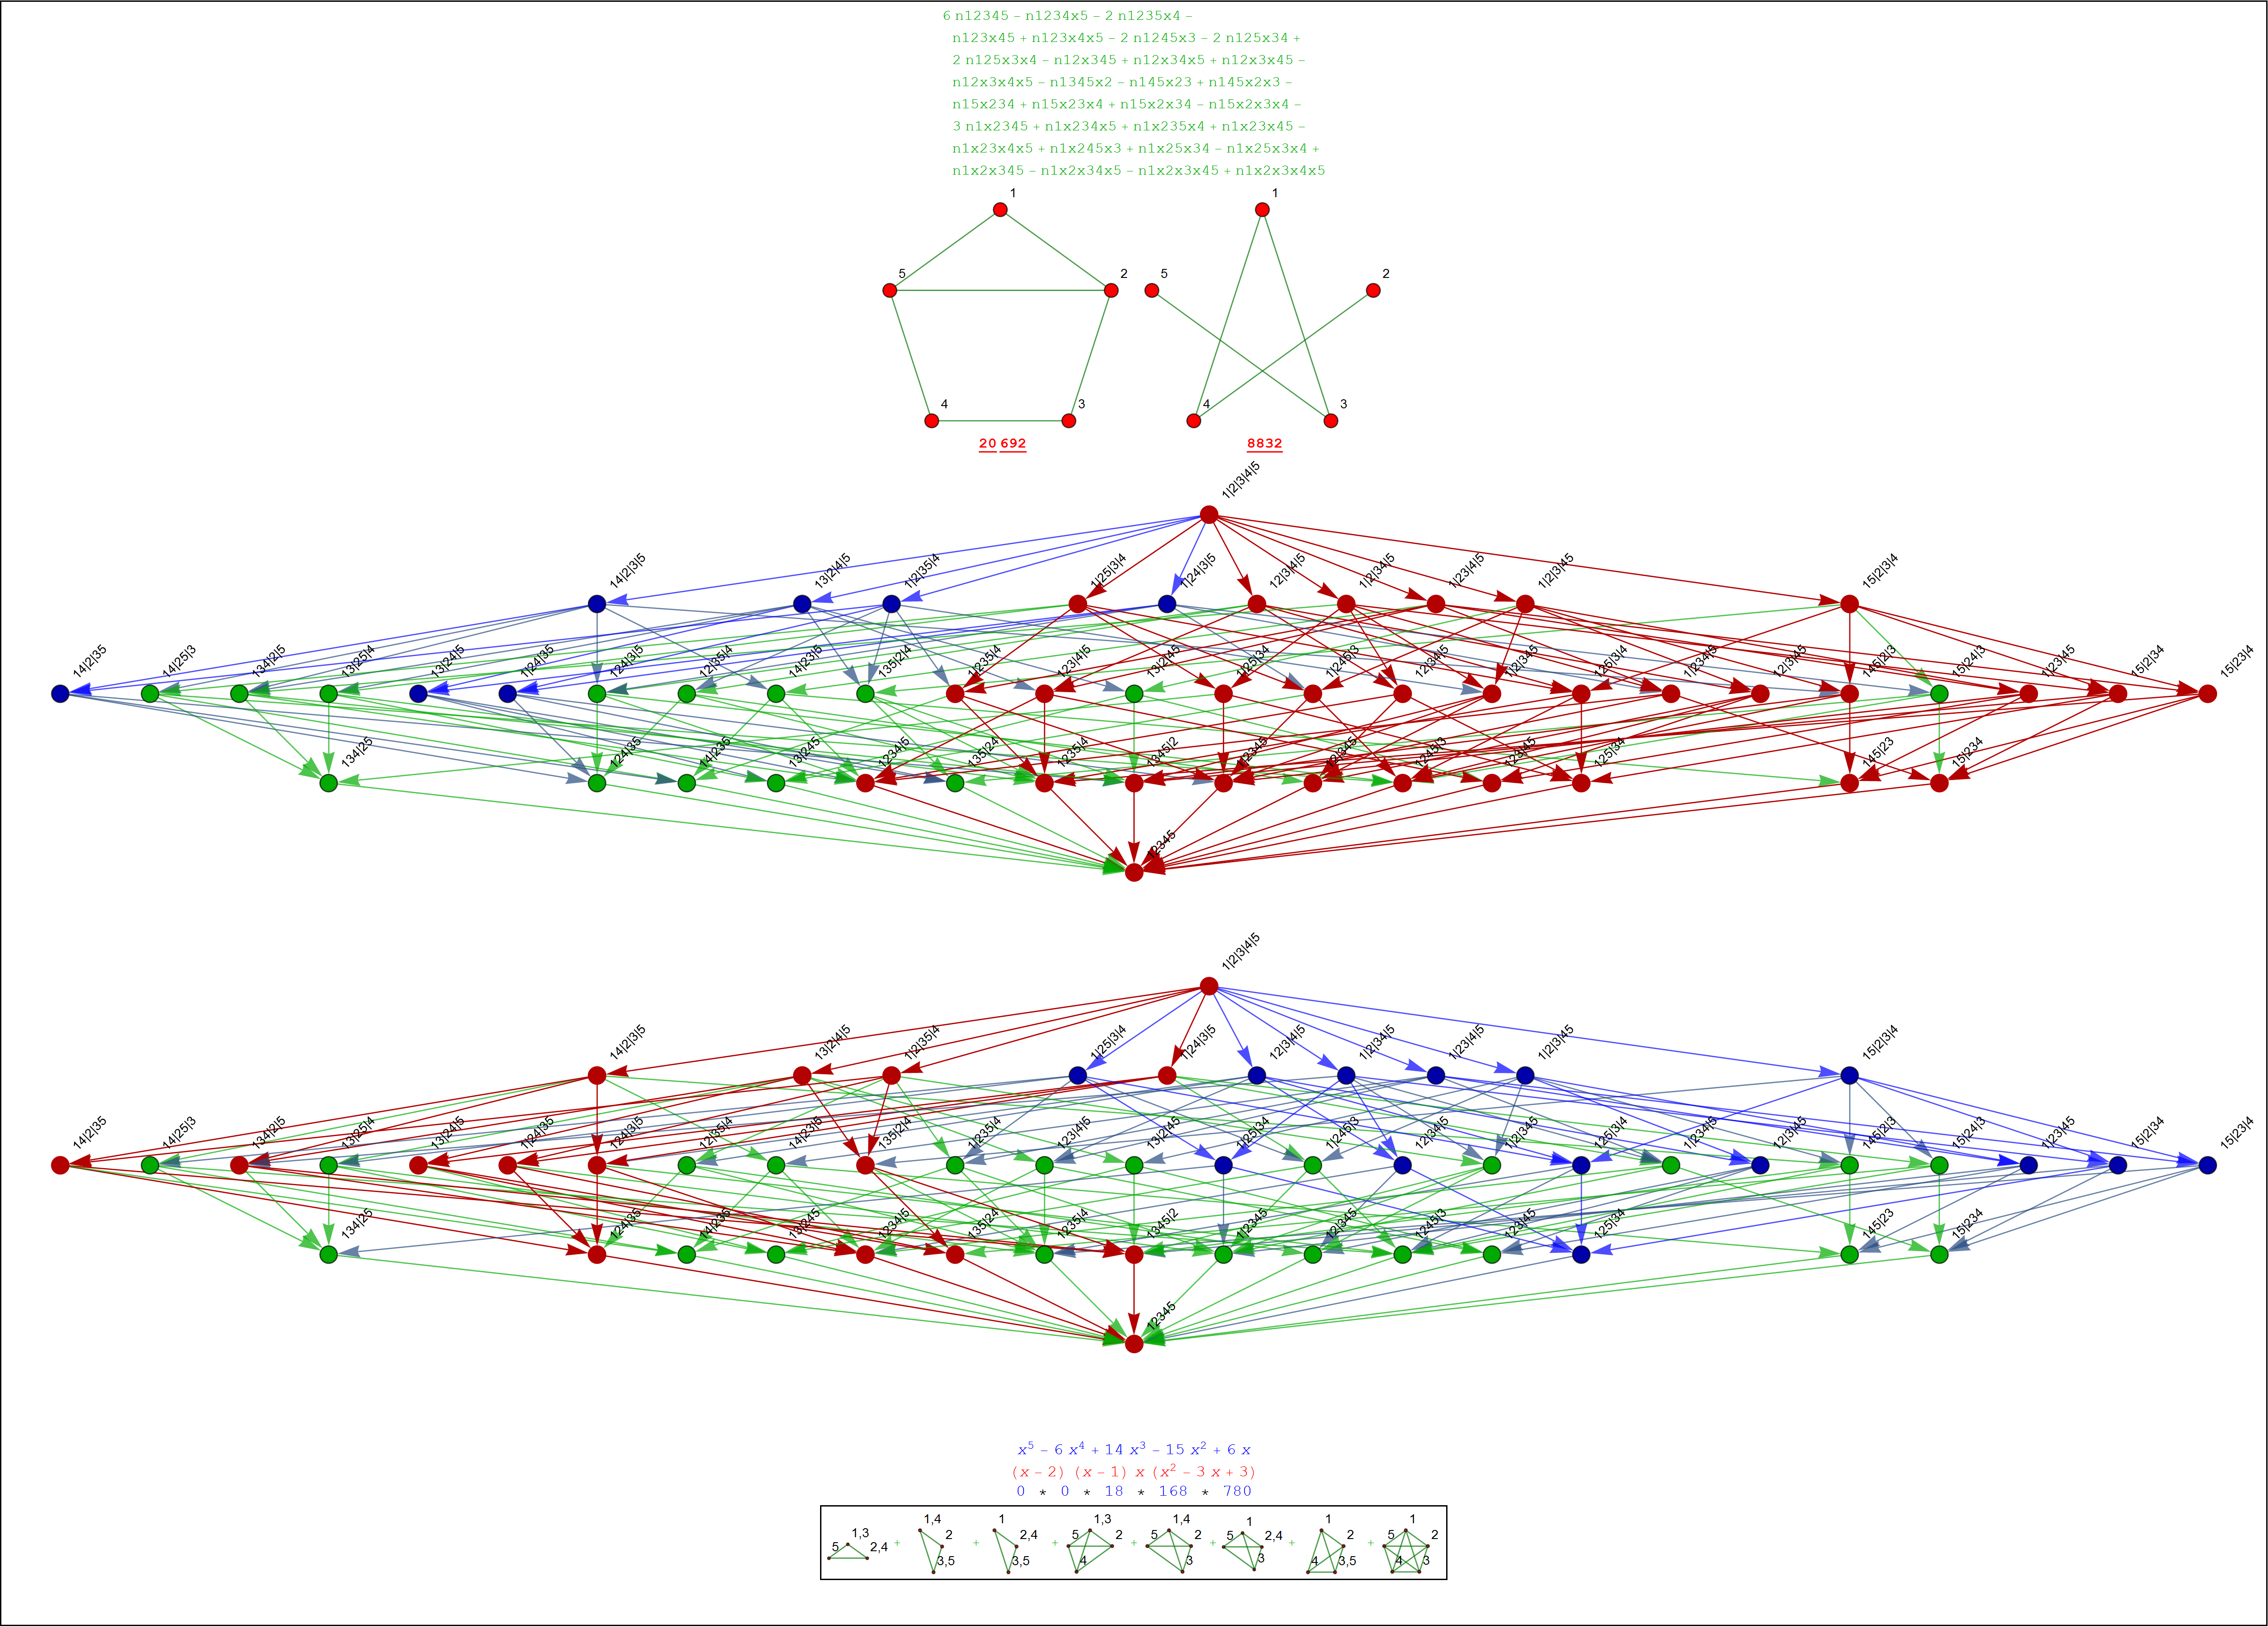 6 n12345 − n1234x5 − 2 n1235x4 −
n123x45 + n123x4x5 − 2 n1245x3 − 2 n125x34 +
2 n125x3x4 − n12x345 + n12x34x5 + n12x3x45 −
n12x3x4x5 − n1345x2 − n145x23 + n145x2x3 −
n15x234 + n15x23x4 + n15x2x34 − n15x2x3x4 −
3 n1x2345 + n1x234x5 + n1x235x4 + n1x23x45 −
n1x23x4x5 + n1x245x3 + n1x25x34 − n1x25x3x4 +
n1x2x345 − n1x2x34x5 − n1x2x3x45 + n1x2x3x4x5
1 1
5 2 5 2
4 3 4 3
20 692 8832
1|2|3|4|5
14|2|3|5 13|2|4|5 1|2|35|4 1|25|3|4 1|24|3|5 12|3|4|5 1|2|34|5 1|23|4|5 1|2|3|45 15|2|3|4
14|2|35 14|25|3 134|2|5 13|25|4 13|24|5 1|24|35 124|3|5 12|35|4 14|23|5 135|2|4 1|235|4 123|4|5 13|2|45 1|25|34 1|245|3 12|34|5 1|2|345 125|3|4 1|234|5 12|3|45 145|2|3 15|24|3 1|23|45 15|2|34 15|23|4
134|25 124|35 14|235 13|245 1234|5 135|24 1235|4 1345|2 1|2345 12|345 1245|3 123|45 125|34 145|23 15|234
12345
1|2|3|4|5
14|2|3|5 13|2|4|5 1|2|35|4 1|25|3|4 1|24|3|5 12|3|4|5 1|2|34|5 1|23|4|5 1|2|3|45 15|2|3|4
14|2|35 14|25|3 134|2|5 13|25|4 13|24|5 1|24|35 124|3|5 12|35|4 14|23|5 135|2|4 1|235|4 123|4|5 13|2|45 1|25|34 1|245|3 12|34|5 1|2|345 125|3|4 1|234|5 12|3|45 145|2|3 15|24|3 1|23|45 15|2|34 15|23|4
134|25 124|35 14|235 13|245 1234|5 135|24 1235|4 1345|2 1|2345 12|345 1245|3 123|45 125|34 145|23 15|234
12345
x⁵ − 6 x⁴ + 14 x³ − 15 x² + 6 x
(x − 2) (x − 1) x (x² − 3 x + 3)
0 * 0 * 18 * 168 * 780
5 1,3 2,4 + 1,4 2 3,5 + 1 2,4 3,5 + 5 1,3 2 4 + 5 1,4 2 3 + 5 1 2,4 3 + 1 2 4 3,5 + 5 1 2 4 3